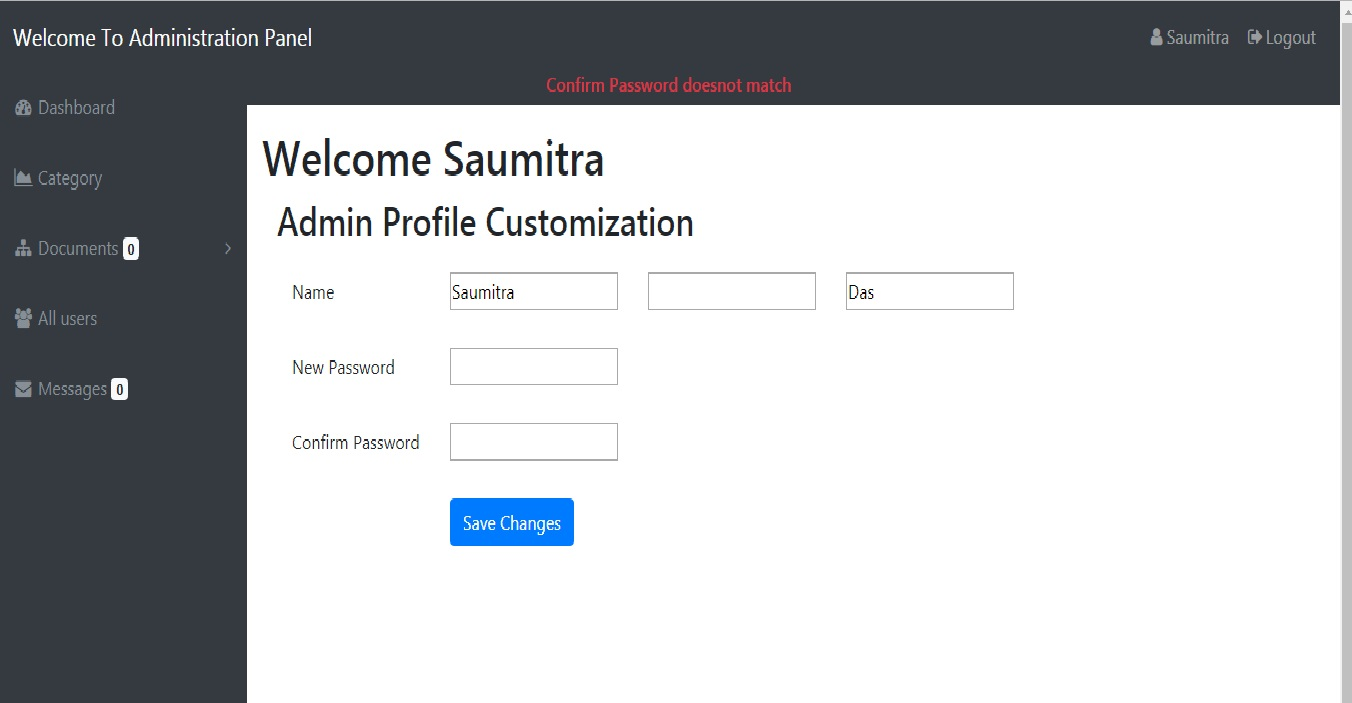 Welcome To Administration Panel
Saumitra Logout
Confirm Password doesnot match
Dashboard
Category
Documents 0
All users
Messages 0
Welcome Saumitra
Admin Profile Customization
Name Saumitra Das
New Password
Confirm Password
Save Changes